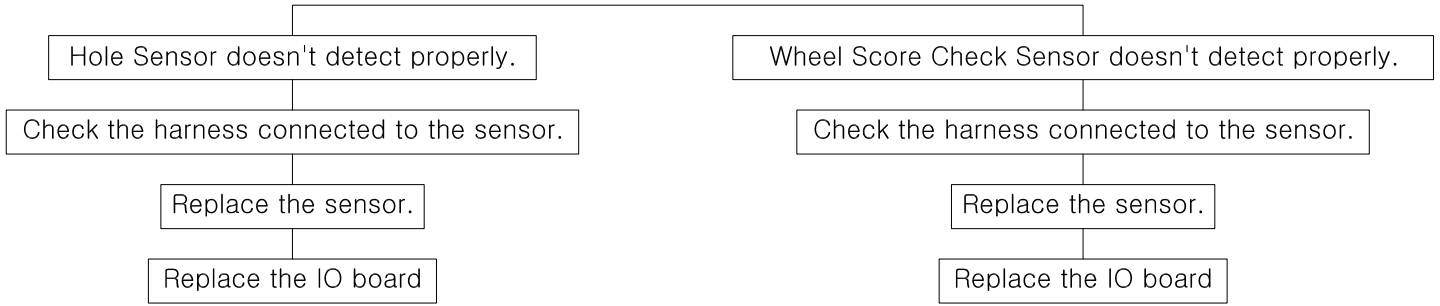 Hole Sensor doesn't detect properly.
Check the harness connected to the sensor.
Replace the sensor.
Replace the IO board
Wheel Score Check Sensor doesn't detect properly.
Check the harness connected to the sensor.
Replace the sensor.
Replace the IO board